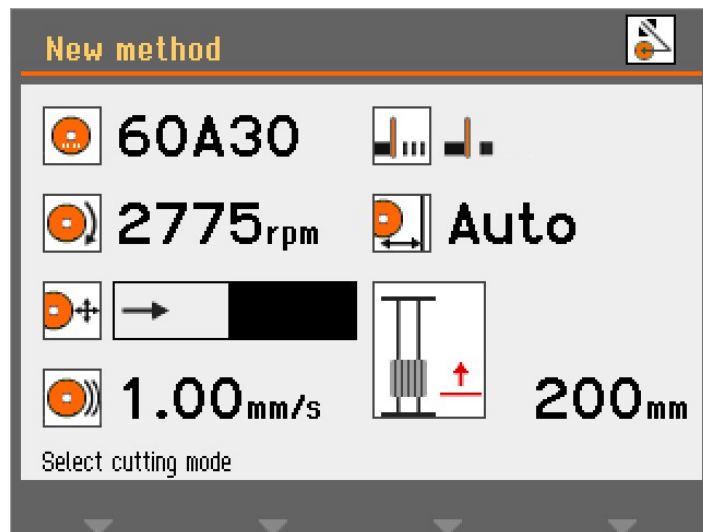 New method
60A30
2775rpm
Auto
1.00mm/s
200mm
Select cutting mode